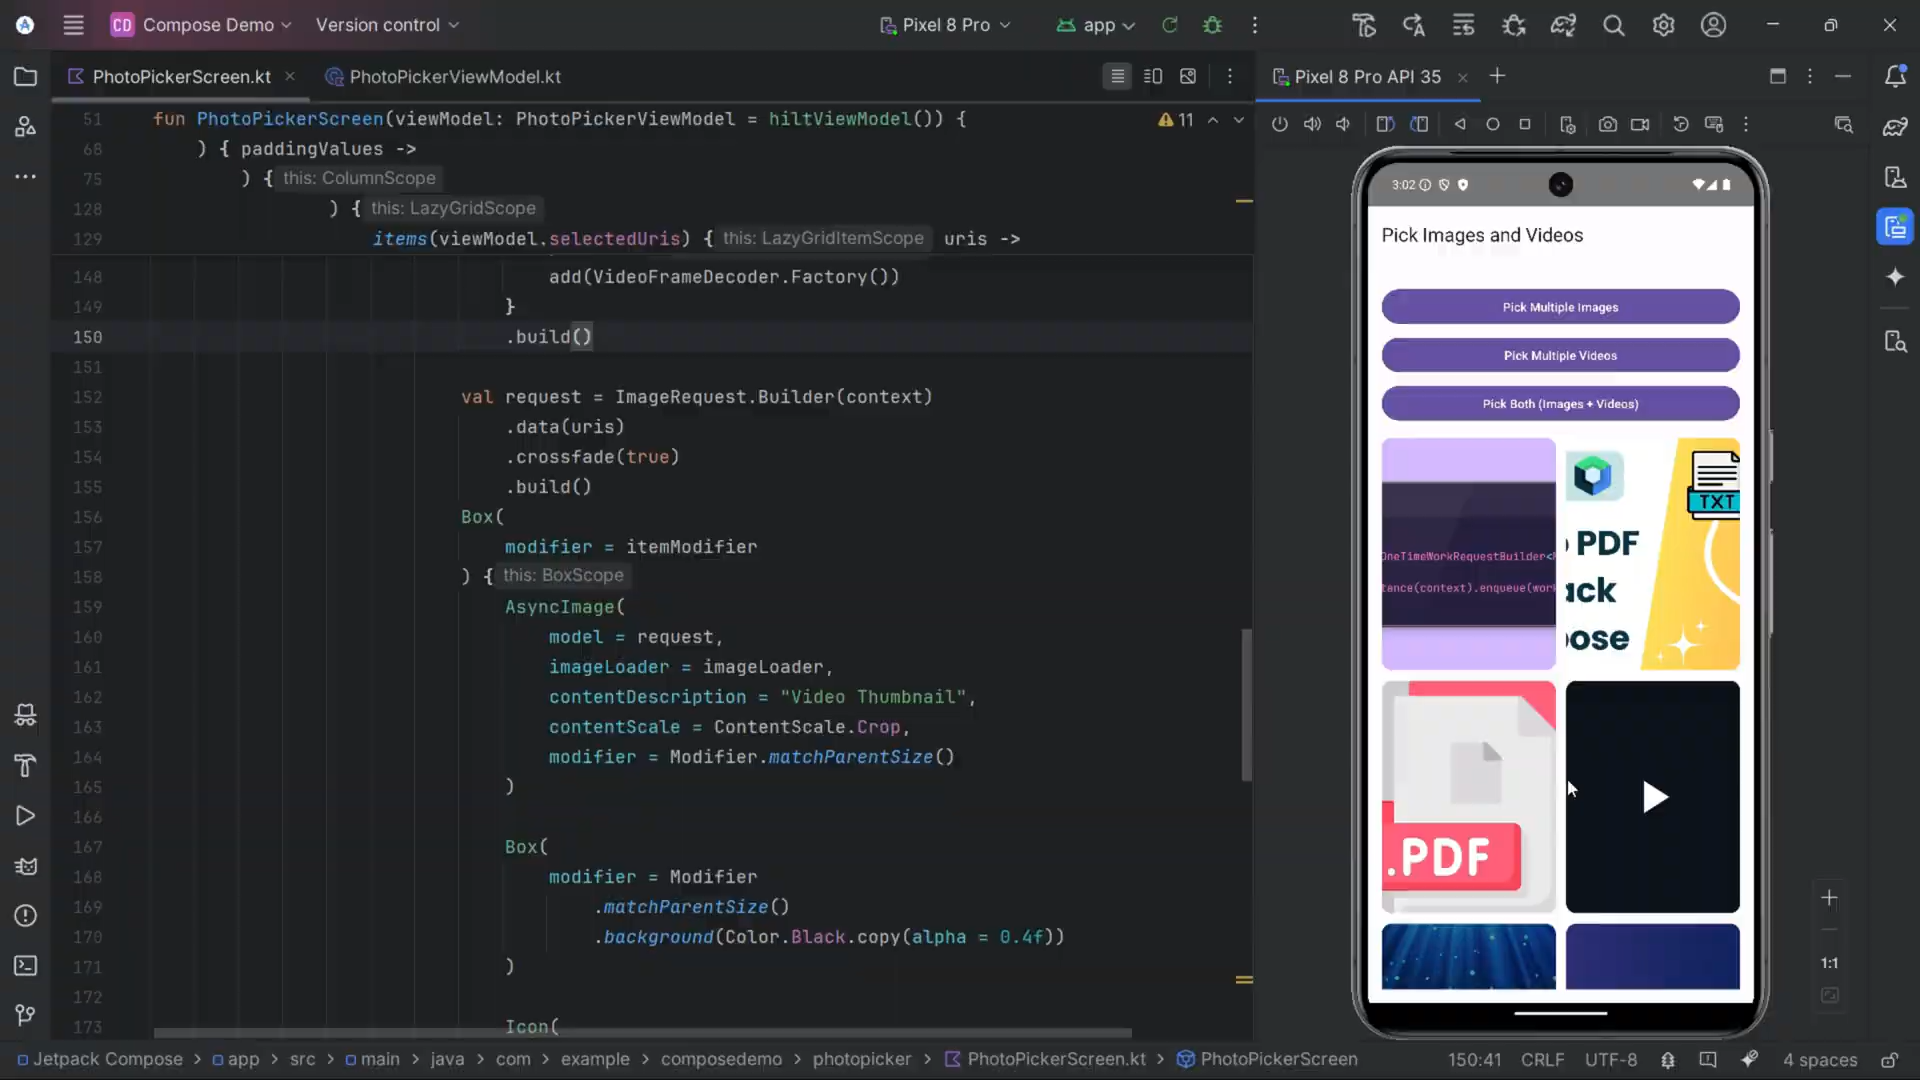 CD Compose Demo
Version control
Pixel 8 Pro
app
PhotoPickerScreen.kt
PhotoPickerViewModel.kt
Pixel 8 Pro API 35
51 fun PhotoPickerScreen(viewModel: PhotoPickerViewModel = hiltViewModel()) {
11
68 ) { paddingValues ->
75 ) { this: ColumnScope
128 ) { this: LazyGridScope
129 items(viewModel.selectedUris) { this: LazyGridItemScope uris ->
148 add(VideoFrameDecoder.Factory())
149 }
150 .build()
151
152 val request = ImageRequest.Builder(context)
153 .data(uris)
154 .crossfade(true)
155 .build()
156 Box(
157 modifier = itemModifier
158 ) { this: BoxScope
159 AsyncImage(
160 model = request,
161 imageLoader = imageLoader,
162 contentDescription = "Video Thumbnail",
163 contentScale = ContentScale.Crop,
164 modifier = Modifier.matchParentSize()
165 )
166
167 Box(
168 modifier = Modifier
169 .matchParentSize()
170 .background(Color.Black.copy(alpha = 0.4f))
171 )
172
173 Icon(
3:02
Pick Images and Videos
Pick Multiple Images
Pick Multiple Videos
Pick Both (Images + Videos)
OneTimeWorkRequestBuilder<
tance(context).enqueue(wor
TXT
PDF
ack
ose
.PDF
1:1
Jetpack Compose > app > src > main > java > com > example > composedemo > photopicker > PhotoPickerScreen.kt > PhotoPickerScreen
150:41 CRLF UTF-8 4 spaces